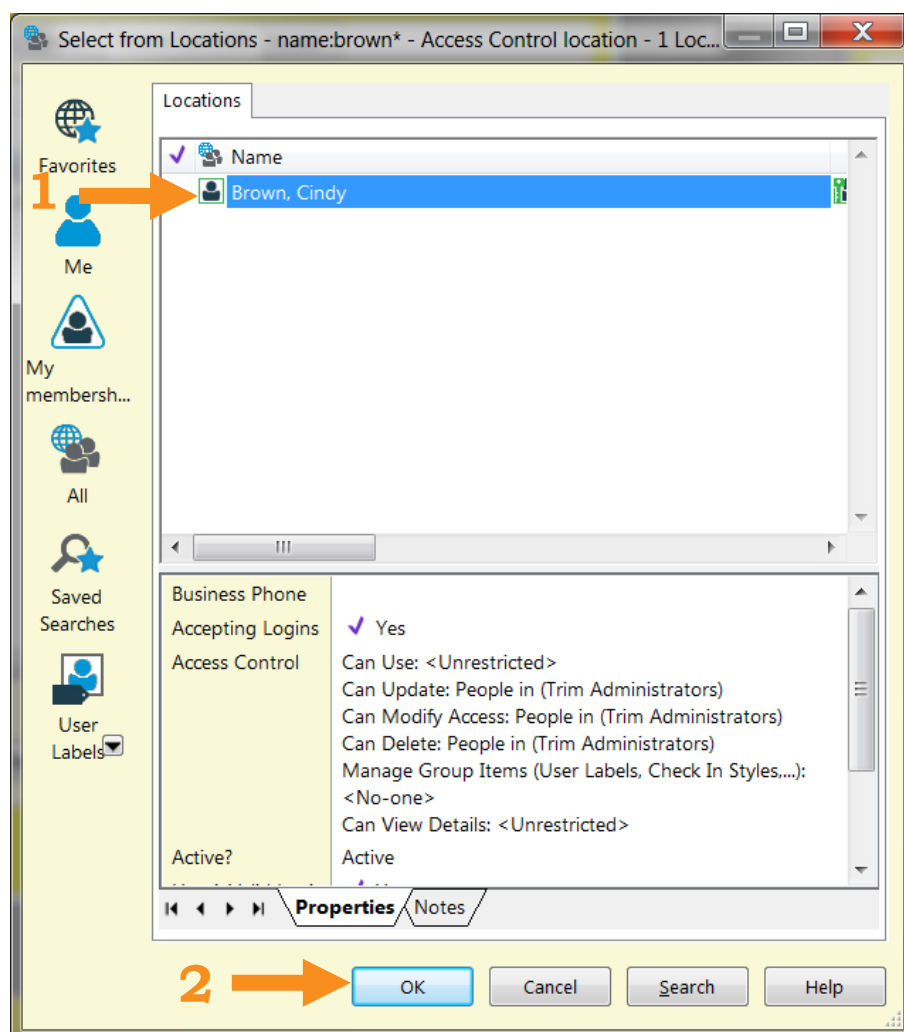 Select from Locations - name:brown* - Access Control location - 1 Loc...
Locations
Favorites
Me
My
membersh...
All
Saved
Searches
User
Labels
Name
1
Brown, Cindy
Business Phone
Accepting Logins Yes
Access Control Can Use: <Unrestricted>
Can Update: People in (Trim Administrators)
Can Modify Access: People in (Trim Administrators)
Can Delete: People in (Trim Administrators)
Manage Group Items (User Labels, Check In Styles,...):
<No-one>
Can View Details: <Unrestricted>
Active? Active
Properties Notes
2
OK Cancel Search Help